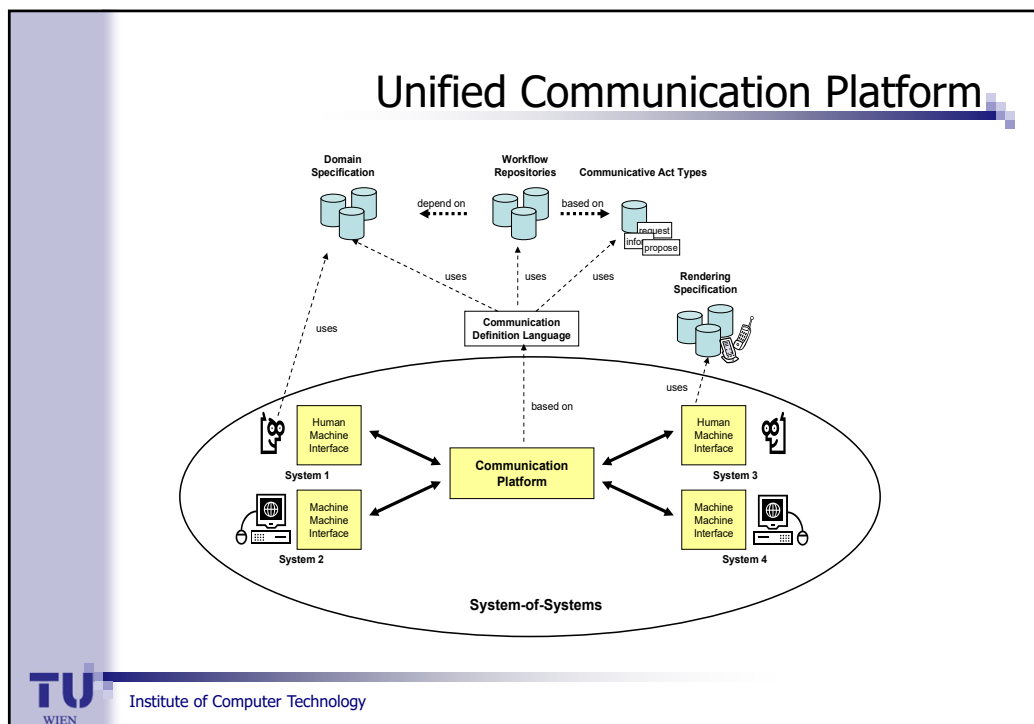 Unified Communication Platform
Domain
Specification
Workflow
Repositories
Communicative Act Types
depend on
based on
request
propose
uses
uses
uses
Rendering
Specification
uses
Communication
Definition Language
uses
based on
Human
Machine
Interface
System 1
Human
Machine
Interface
System 3
Communication
Platform
Machine
Machine
Interface
System 2
Machine
Machine
Interface
System 4
System-of-Systems
TU
WIEN
Institute of Computer Technology